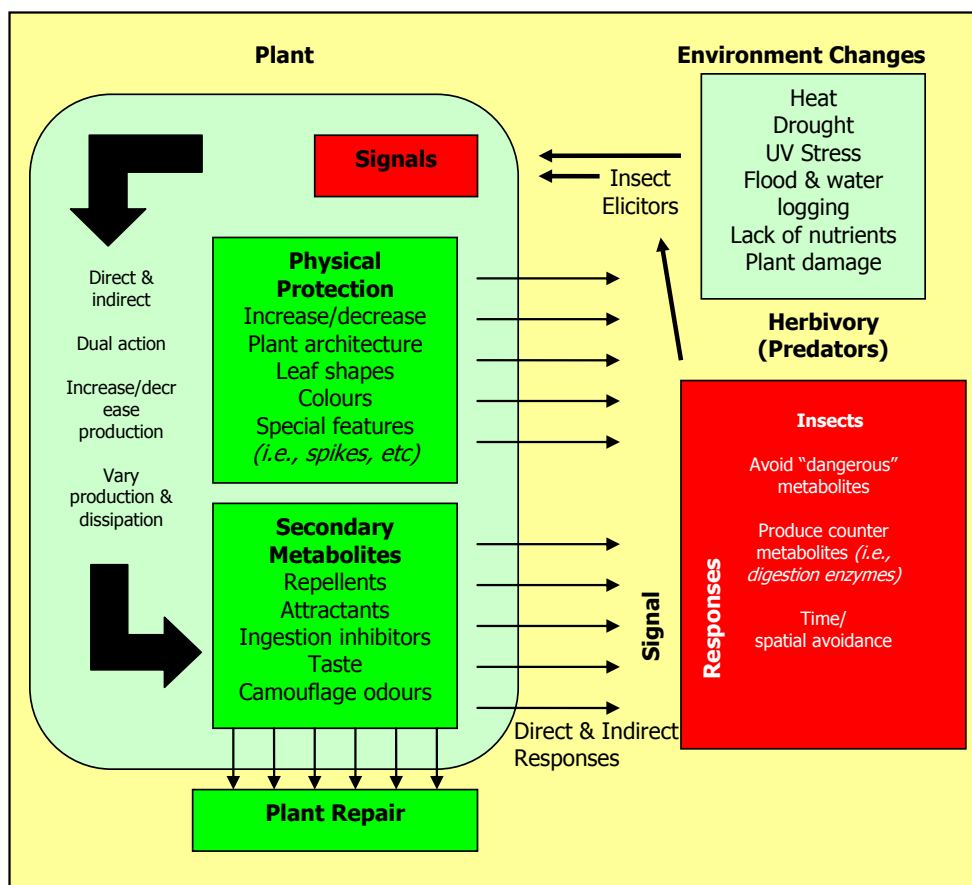 Plant
Environment Changes
Heat
Drought
UV Stress
Flood & water
logging
Lack of nutrients
Plant damage
Signals
Insect
Elicitors
Direct &
indirect
Dual action
Increase/decr
ease
production
Vary
production &
dissipation
Physical
Protection
Increase/decrease
Plant architecture
Leaf shapes
Colours
Special features
(i.e., spikes, etc)
Herbivory
(Predators)
Insects
Avoid “dangerous”
metabolites
Produce counter
metabolites (i.e.,
digestion enzymes)
Time/
spatial avoidance
Responses
Signal
Secondary
Metabolites
Repellents
Attractants
Ingestion inhibitors
Taste
Camouflage odours
Direct & Indirect
Responses
Plant Repair